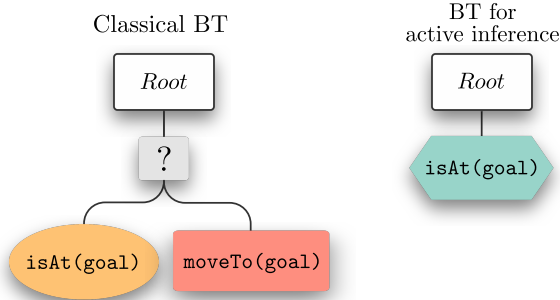 Classical BT
BT for
active inference
Root
Root
?
isAt(goal)
isAt(goal)
moveTo(goal)